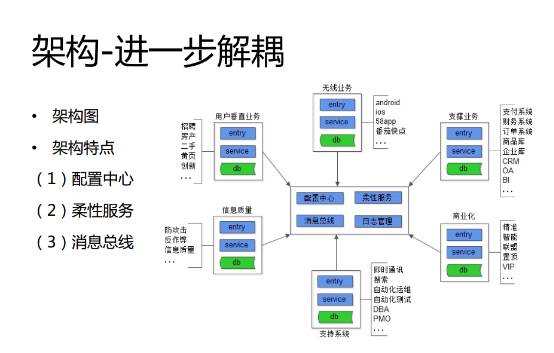 架构-进一步解耦
• 架构图
• 架构特点
（1）配置中心
（2）柔性服务
（3）消息总线
无线业务
entry
service
db
android
ios
58app
番茄快点
...
用户垂直业务
entry
service
db
招聘
房产
二手
黄页
创新
...
支撑业务
entry
service
db
支付系统
财务系统
订单系统
商品库
企业库
CRM
OA
BI
...
配置中心
柔性服务
消息总线
日志管理
信息质量
entry
service
db
防攻击
反作弊
信息质量
...
商业化
entry
service
db
精准
智能
联盟
置顶
VIP
...
entry
service
db
支持系统
即时通讯
搜索
自动化运维
自动化测试
DBA
PMO
...